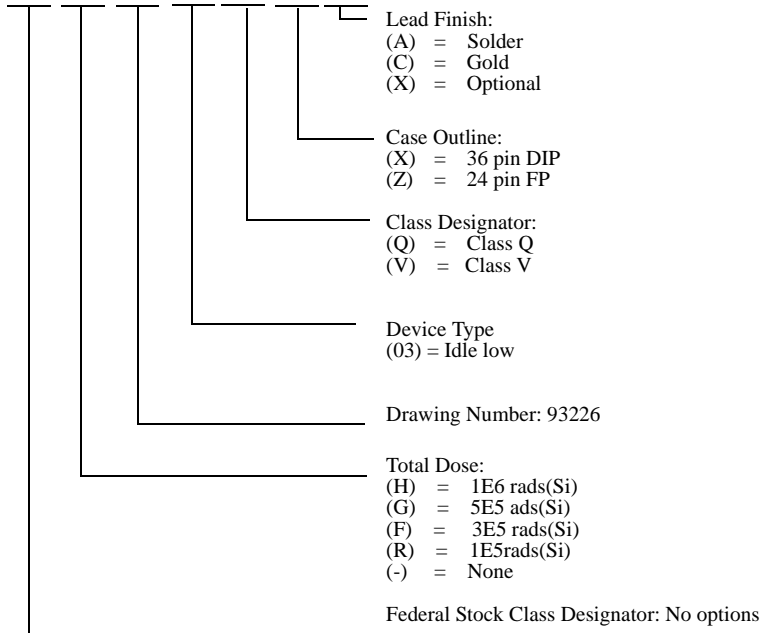 Lead Finish:
(A) = Solder
(C) = Gold
(X) = Optional
Case Outline:
(X) = 36 pin DIP
(Z) = 24 pin FP
Class Designator:
(Q) = Class Q
(V) = Class V
Device Type
(03) = Idle low
Drawing Number: 93226
Total Dose:
(H) = 1E6 rads(Si)
(G) = 5E5 ads(Si)
(F) = 3E5 rads(Si)
(R) = 1E5rads(Si)
(-) = None
Federal Stock Class Designator: No options